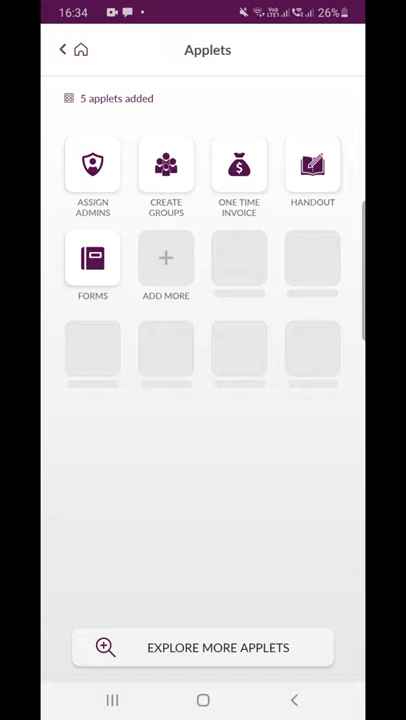 16:34
26%
Applets
5 applets added
ASSIGN
ADMINS
CREATE
GROUPS
ONE TIME
INVOICE
HANDOUT
FORMS
ADD MORE
EXPLORE MORE APPLETS